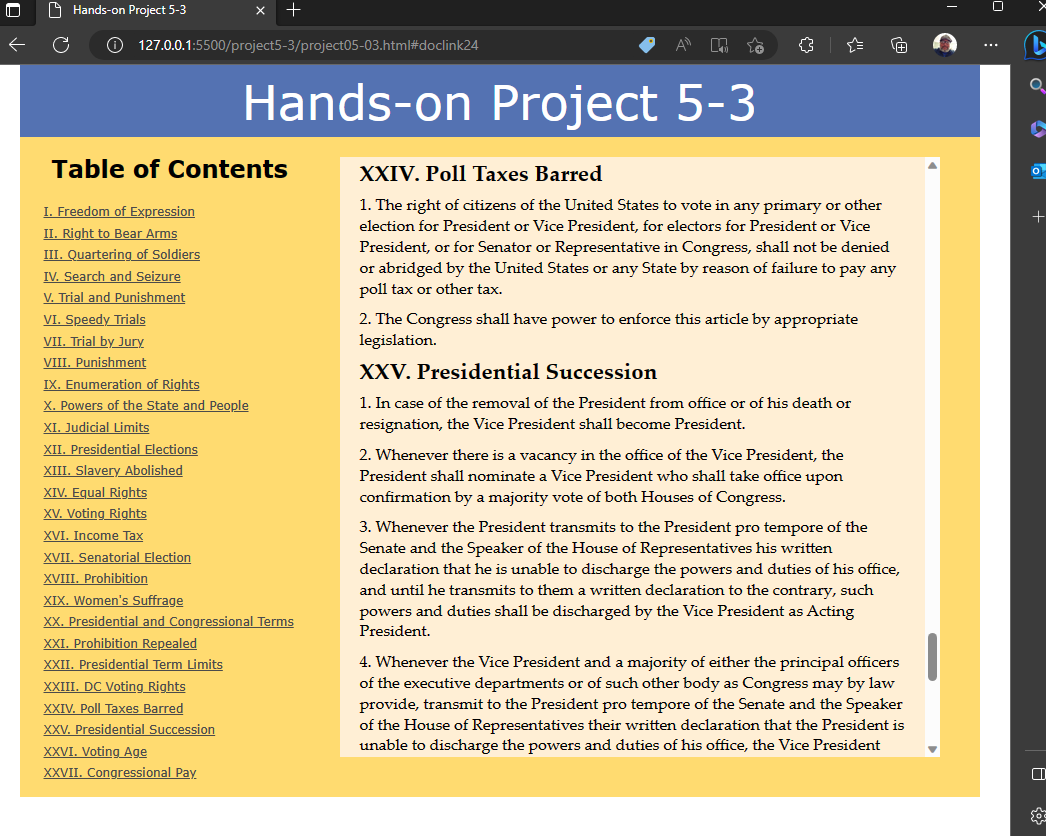 Hands-on Project 5-3
127.0.0.1:5500/project5-3/project05-03.html#doclink24
Hands-on Project 5-3
Table of Contents
I. Freedom of Expression
II. Right to Bear Arms
III. Quartering of Soldiers
IV. Search and Seizure
V. Trial and Punishment
VI. Speedy Trials
VII. Trial by Jury
VIII. Punishment
IX. Enumeration of Rights
X. Powers of the State and People
XI. Judicial Limits
XII. Presidential Elections
XIII. Slavery Abolished
XIV. Equal Rights
XV. Voting Rights
XVI. Income Tax
XVII. Senatorial Election
XVIII. Prohibition
XIX. Women's Suffrage
XX. Presidential and Congressional Terms
XXI. Prohibition Repealed
XXII. Presidential Term Limits
XXIII. DC Voting Rights
XXIV. Poll Taxes Barred
XXV. Presidential Succession
XXVI. Voting Age
XXVII. Congressional Pay
XXIV. Poll Taxes Barred
1. The right of citizens of the United States to vote in any primary or other
election for President or Vice President, for electors for President or Vice
President, or for Senator or Representative in Congress, shall not be denied
or abridged by the United States or any State by reason of failure to pay any
poll tax or other tax.
2. The Congress shall have power to enforce this article by appropriate
legislation.
XXV. Presidential Succession
1. In case of the removal of the President from office or of his death or
resignation, the Vice President shall become President.
2. Whenever there is a vacancy in the office of the Vice President, the
President shall nominate a Vice President who shall take office upon
confirmation by a majority vote of both Houses of Congress.
3. Whenever the President transmits to the President pro tempore of the
Senate and the Speaker of the House of Representatives his written
declaration that he is unable to discharge the powers and duties of his office,
and until he transmits to them a written declaration to the contrary, such
powers and duties shall be discharged by the Vice President as Acting
President.
4. Whenever the Vice President and a majority of either the principal officers
of the executive departments or of such other body as Congress may by law
provide, transmit to the President pro tempore of the Senate and the Speaker
of the House of Representatives their written declaration that the President is
unable to discharge the powers and duties of his office, the Vice President